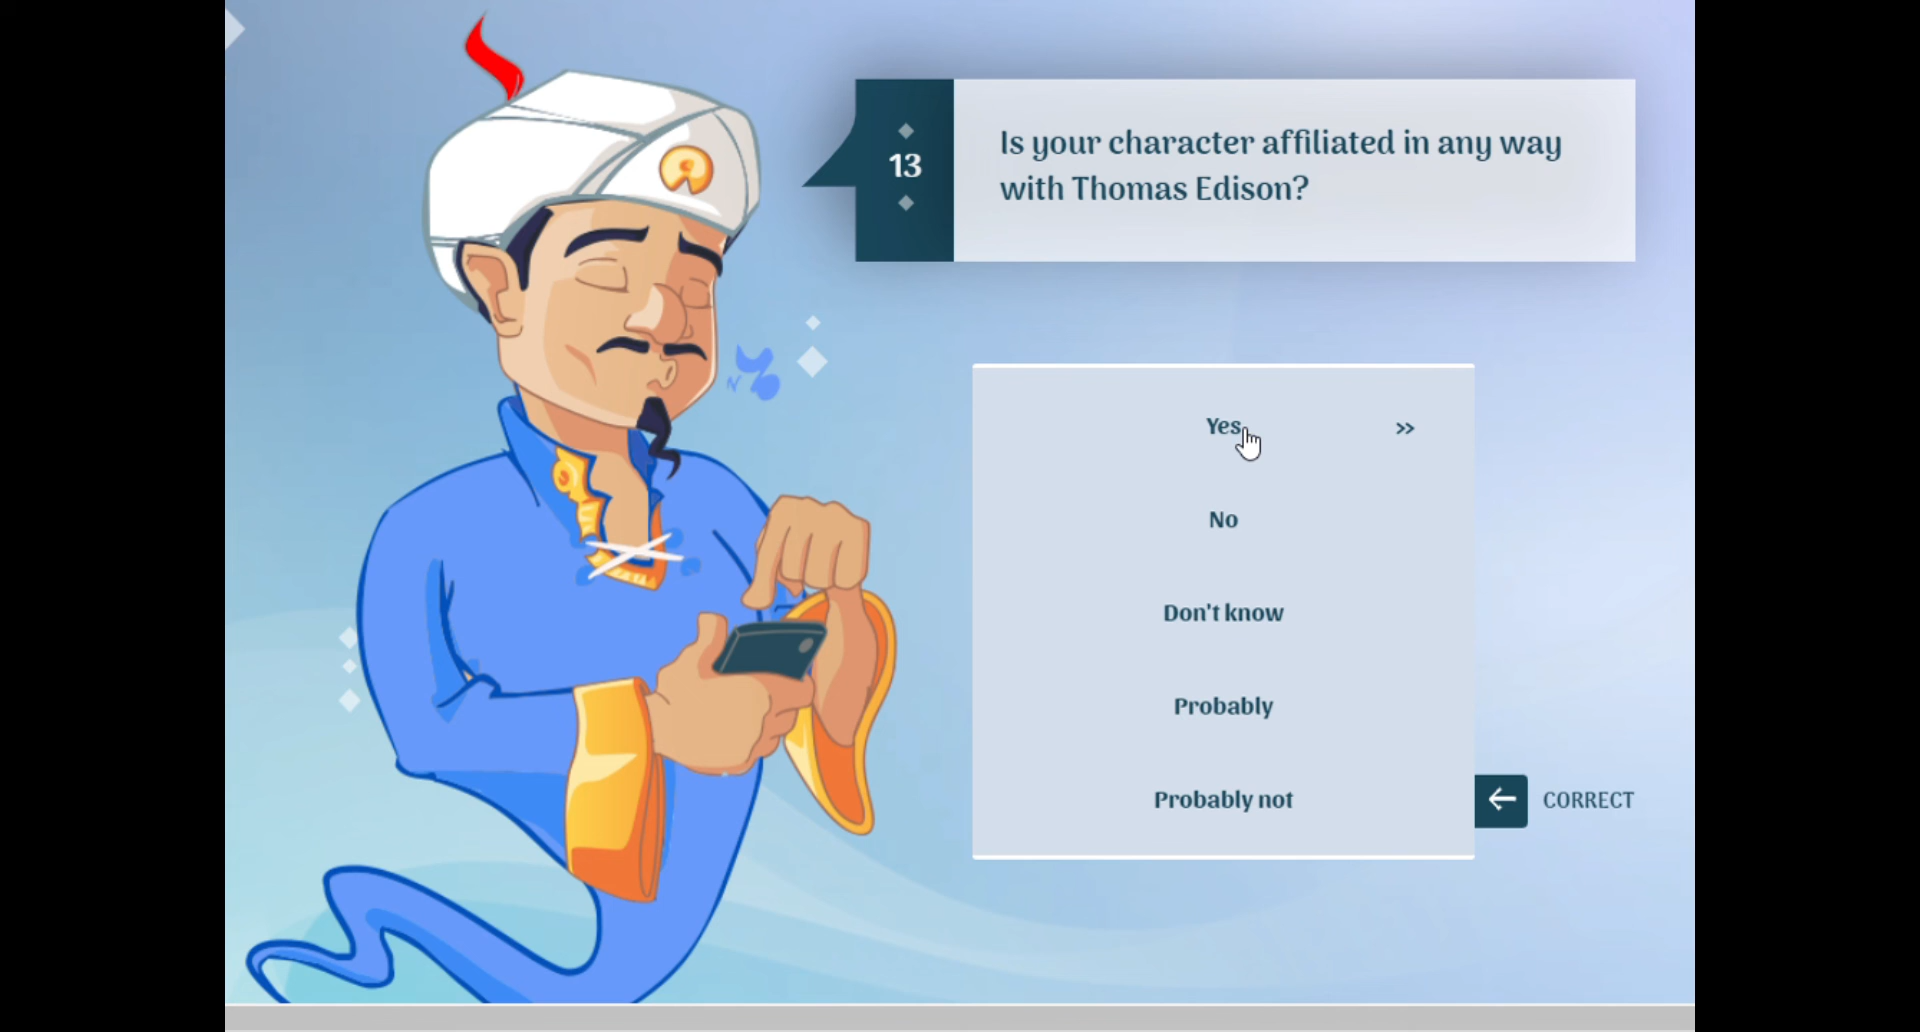 13
Is your character affiliated in any way
with Thomas Edison?
Yes
No
Don't know
Probably
Probably not
CORRECT